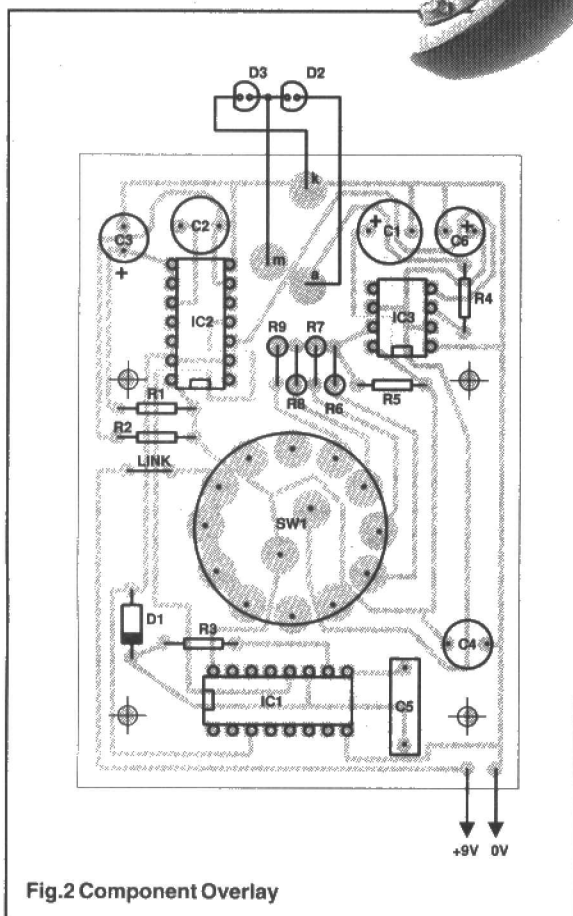 D3 D2
k
C3 C2 C1 C6
+ + +
m a
IC2 IC3 R4
R9 R7
R8 R6 R5
R1
R2
LINK
SW1
D1 R3 C4
IC1 C5
+9V 0V
Fig.2 Component Overlay